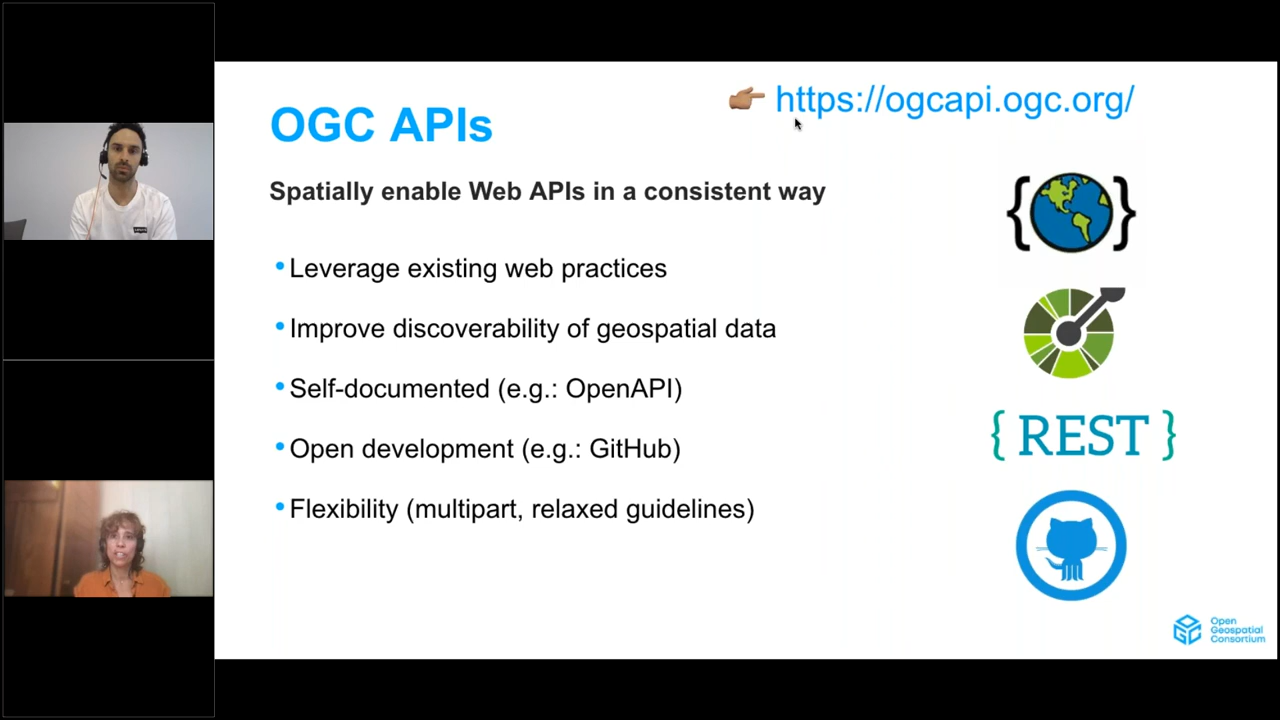 https://ogcapi.ogc.org/
OGC APIs
Spatially enable Web APIs in a consistent way
•Leverage existing web practices
•Improve discoverability of geospatial data
•Self-documented (e.g.: OpenAPI)
•Open development (e.g.: GitHub)
•Flexibility (multipart, relaxed guidelines)
{ REST }
Open
Geospatial
Consortium